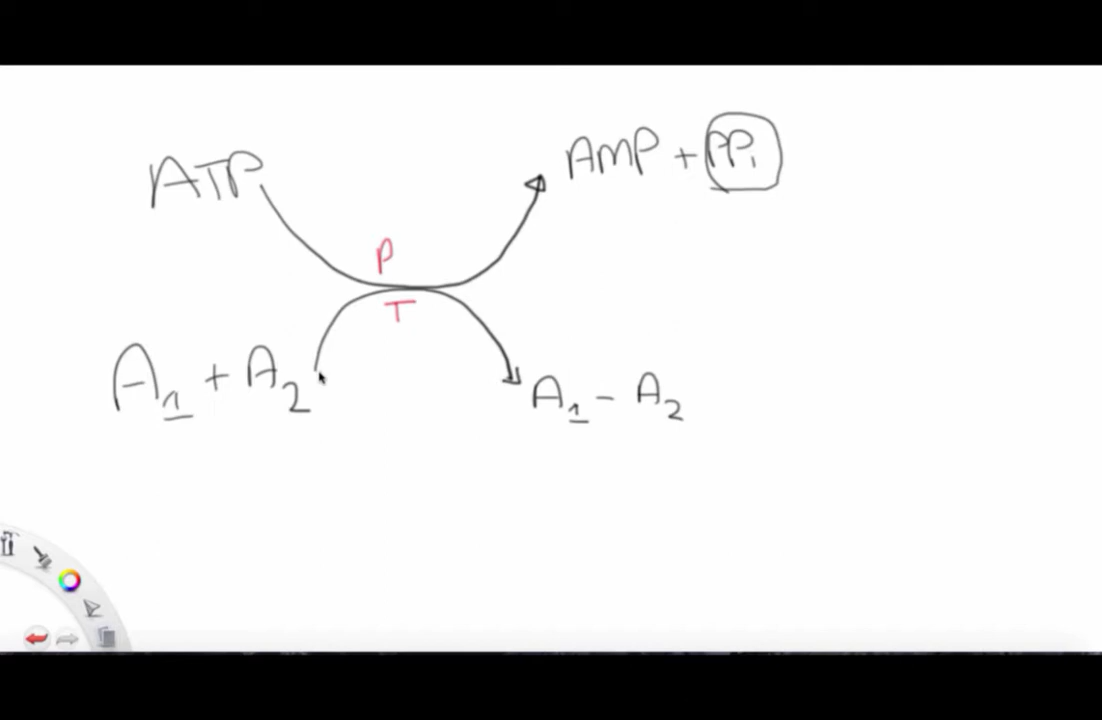 ATP
AMP + PPi
P
T
A1 + A2
A1 - A2